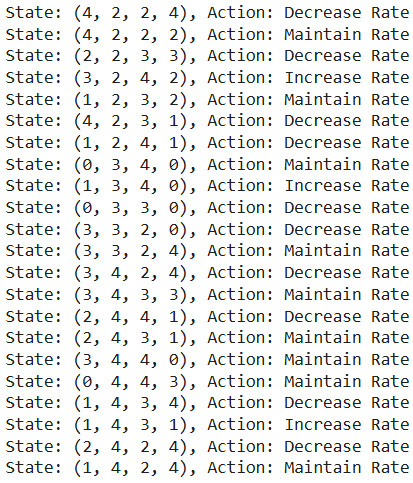 State: (4, 2, 2, 4), Action: Decrease Rate
State: (4, 2, 2, 2), Action: Maintain Rate
State: (2, 2, 3, 3), Action: Decrease Rate
State: (3, 2, 4, 2), Action: Increase Rate
State: (1, 2, 3, 2), Action: Maintain Rate
State: (4, 2, 3, 1), Action: Decrease Rate
State: (1, 2, 4, 1), Action: Decrease Rate
State: (0, 3, 4, 0), Action: Maintain Rate
State: (1, 3, 4, 0), Action: Increase Rate
State: (0, 3, 3, 0), Action: Decrease Rate
State: (3, 3, 2, 0), Action: Decrease Rate
State: (3, 3, 2, 4), Action: Maintain Rate
State: (3, 4, 2, 4), Action: Decrease Rate
State: (3, 4, 3, 3), Action: Maintain Rate
State: (2, 4, 4, 1), Action: Decrease Rate
State: (2, 4, 3, 1), Action: Maintain Rate
State: (3, 4, 4, 0), Action: Maintain Rate
State: (0, 4, 4, 3), Action: Maintain Rate
State: (1, 4, 3, 4), Action: Decrease Rate
State: (1, 4, 3, 1), Action: Increase Rate
State: (2, 4, 2, 4), Action: Decrease Rate
State: (1, 4, 2, 4), Action: Maintain Rate